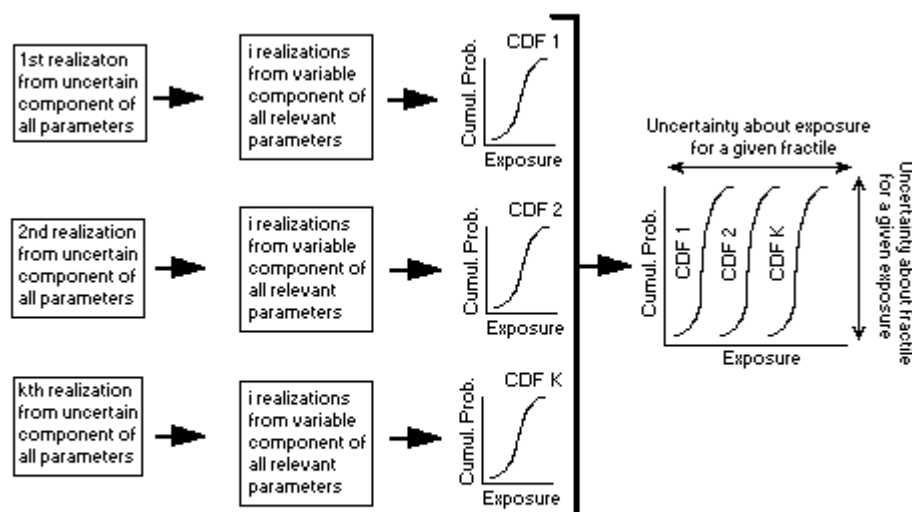 1st realizaton
from uncertain
component of
all parameters
i realizations
from variable
component of
all relevant
parameters
CDF 1
Cumul. Prob.
Exposure
2nd realization
from uncertain
component of
all parameters
i realizations
from variable
component of
all relevant
parameters
CDF 2
Cumul. Prob.
Exposure
kth realization
from uncertain
component of
all parameters
i realizations
from variable
component of
all relevant
parameters
CDF K
Cumul. Prob.
Exposure
Uncertainty about exposure
for a given fractile
Cumul. Prob.
CDF 1
CDF 2
CDF K
Exposure
Uncertainty about fractile
for a given exposure